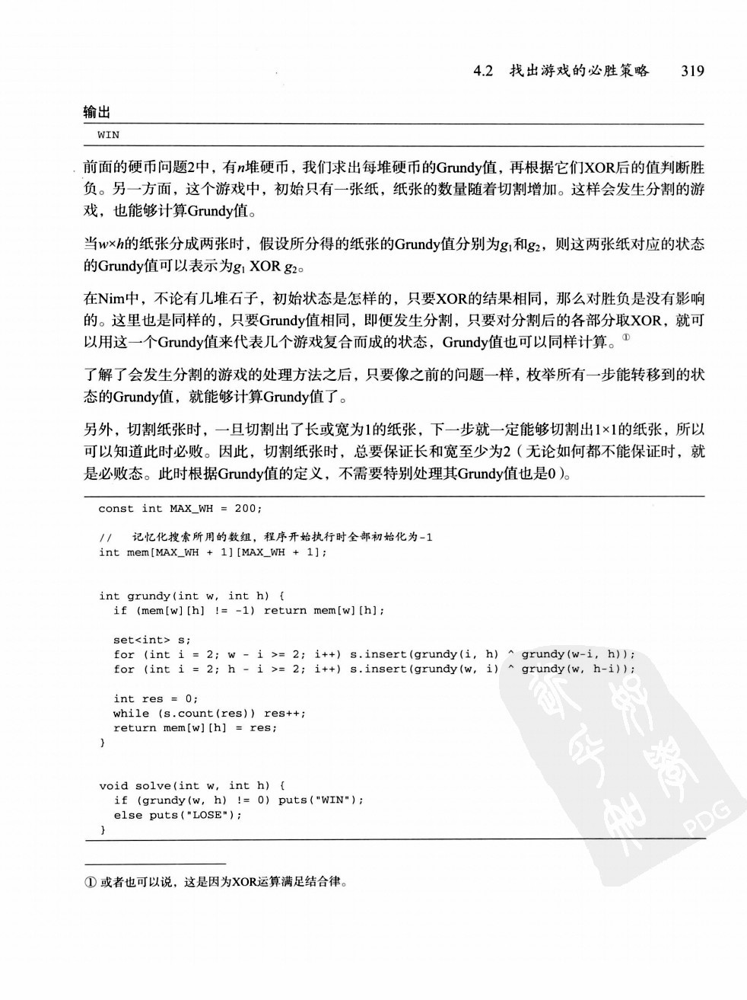 4.2 找出游戏的必胜策略 319
输出
WIN
前面的硬币问题2中，有n堆硬币，我们求出每堆硬币的Grundy值，再根据它们XOR后的值判断胜
负。另一方面，这个游戏中，初始只有一张纸，纸张的数量随着切割增加。这样会发生分割的游
戏，也能够计算Grundy值。
当w×h的纸张分成两张时，假设所分得的纸张的Grundy值分别为g₁和g₂，则这两张纸对应的状态
的Grundy值可以表示为g₁ XOR g₂。
在Nim中，不论有几堆石子，初始状态是怎样的，只要XOR的结果相同，那么对胜负是没有影响
的。这里也是同样的，只要Grundy值相同，即便发生分割，只要对分割后的各部分取XOR，就可
以用这一个Grundy值来代表几个游戏复合而成的状态，Grundy值也可以同样计算。①
了解了会发生分割的游戏的处理方法之后，只要像之前的问题一样，枚举所有一步能转移到的状
态的Grundy值，就能够计算Grundy值了。
另外，切割纸张时，一旦切割出了长或宽为1的纸张，下一步就一定能够切割出1×1的纸张，所以
可以知道此时必败。因此，切割纸张时，总要保证长和宽至少为2（无论如何都不能保证时，就
是必败态。此时根据Grundy值的定义，不需要特别处理其Grundy值也是0）。
const int MAX_WH = 200;
// 记忆化搜索所用的数组，程序开始执行时全部初始化为-1
int mem[MAX_WH + 1][MAX_WH + 1];
int grundy(int w, int h) {
if (mem[w][h] != -1) return mem[w][h];
set<int> s;
for (int i = 2; w - i >= 2; i++) s.insert(grundy(i, h) ^ grundy(w-i, h));
for (int i = 2; h - i >= 2; i++) s.insert(grundy(w, i) ^ grundy(w, h-i));
int res = 0;
while (s.count(res)) res++;
return mem[w][h] = res;
}
void solve(int w, int h) {
if (grundy(w, h) != 0) puts("WIN");
else puts("LOSE");
}
PDG
① 或者也可以说，这是因为XOR运算满足结合律。